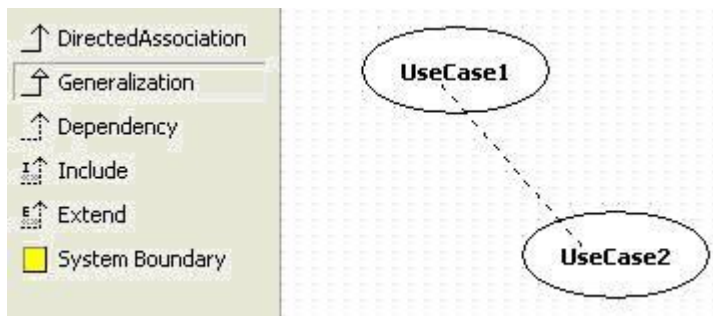 DirectedAssociation
Generalization
Dependency
I Include
E Extend
System Boundary
UseCase1
UseCase2